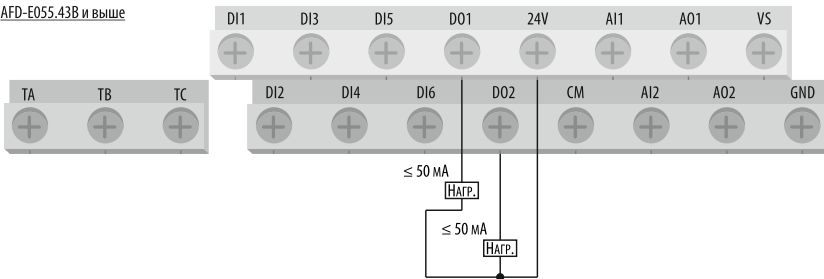 AFD-E055.43B и выше
DI1 DI3 DI5 DO1 24V AI1 AO1 VS
TA TB TC DI2 DI4 DI6 DO2 CM AI2 AO2 GND
≤ 50 мА
Нагр.
≤ 50 мА
Нагр.